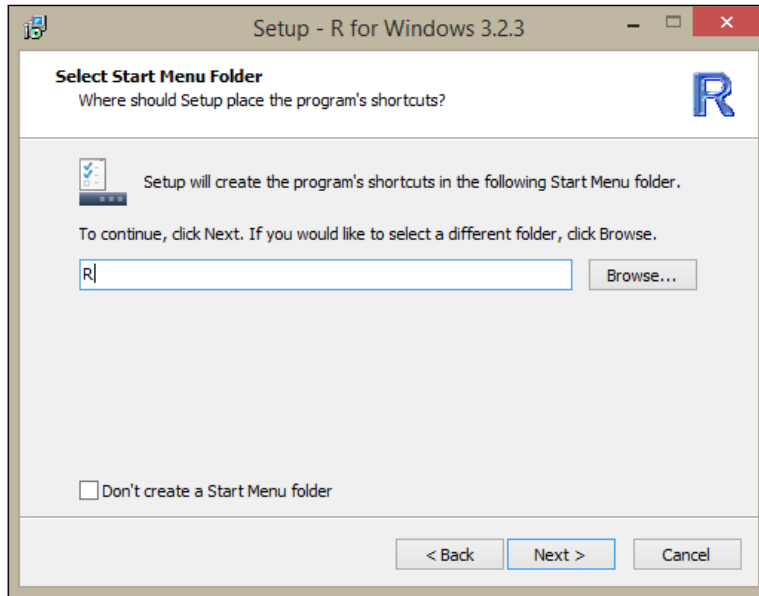 Setup - R for Windows 3.2.3
Select Start Menu Folder
Where should Setup place the program's shortcuts?
R
Setup will create the program's shortcuts in the following Start Menu folder.
To continue, click Next. If you would like to select a different folder, click Browse.
R
Browse...
Don't create a Start Menu folder
< Back
Next >
Cancel